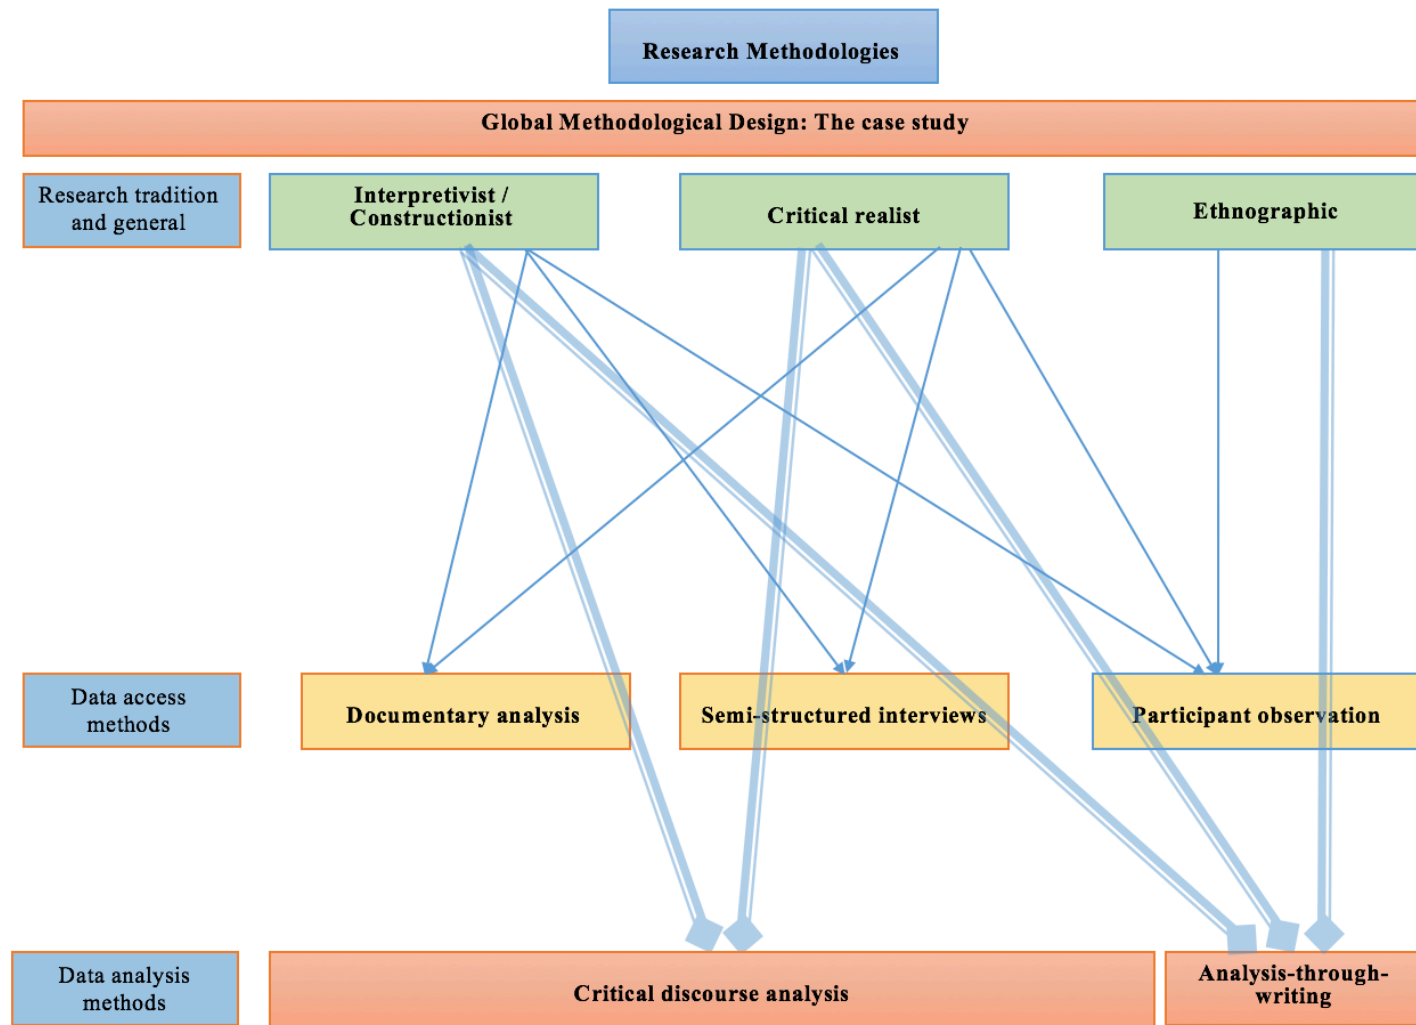 Research Methodologies
Global Methodological Design: The case study
Research tradition
and general
Interpretivist /
Constructionist
Critical realist
Ethnographic
Data access
methods
Documentary analysis
Semi-structured interviews
Participant observation
Data analysis
methods
Critical discourse analysis
Analysis-through-
writing